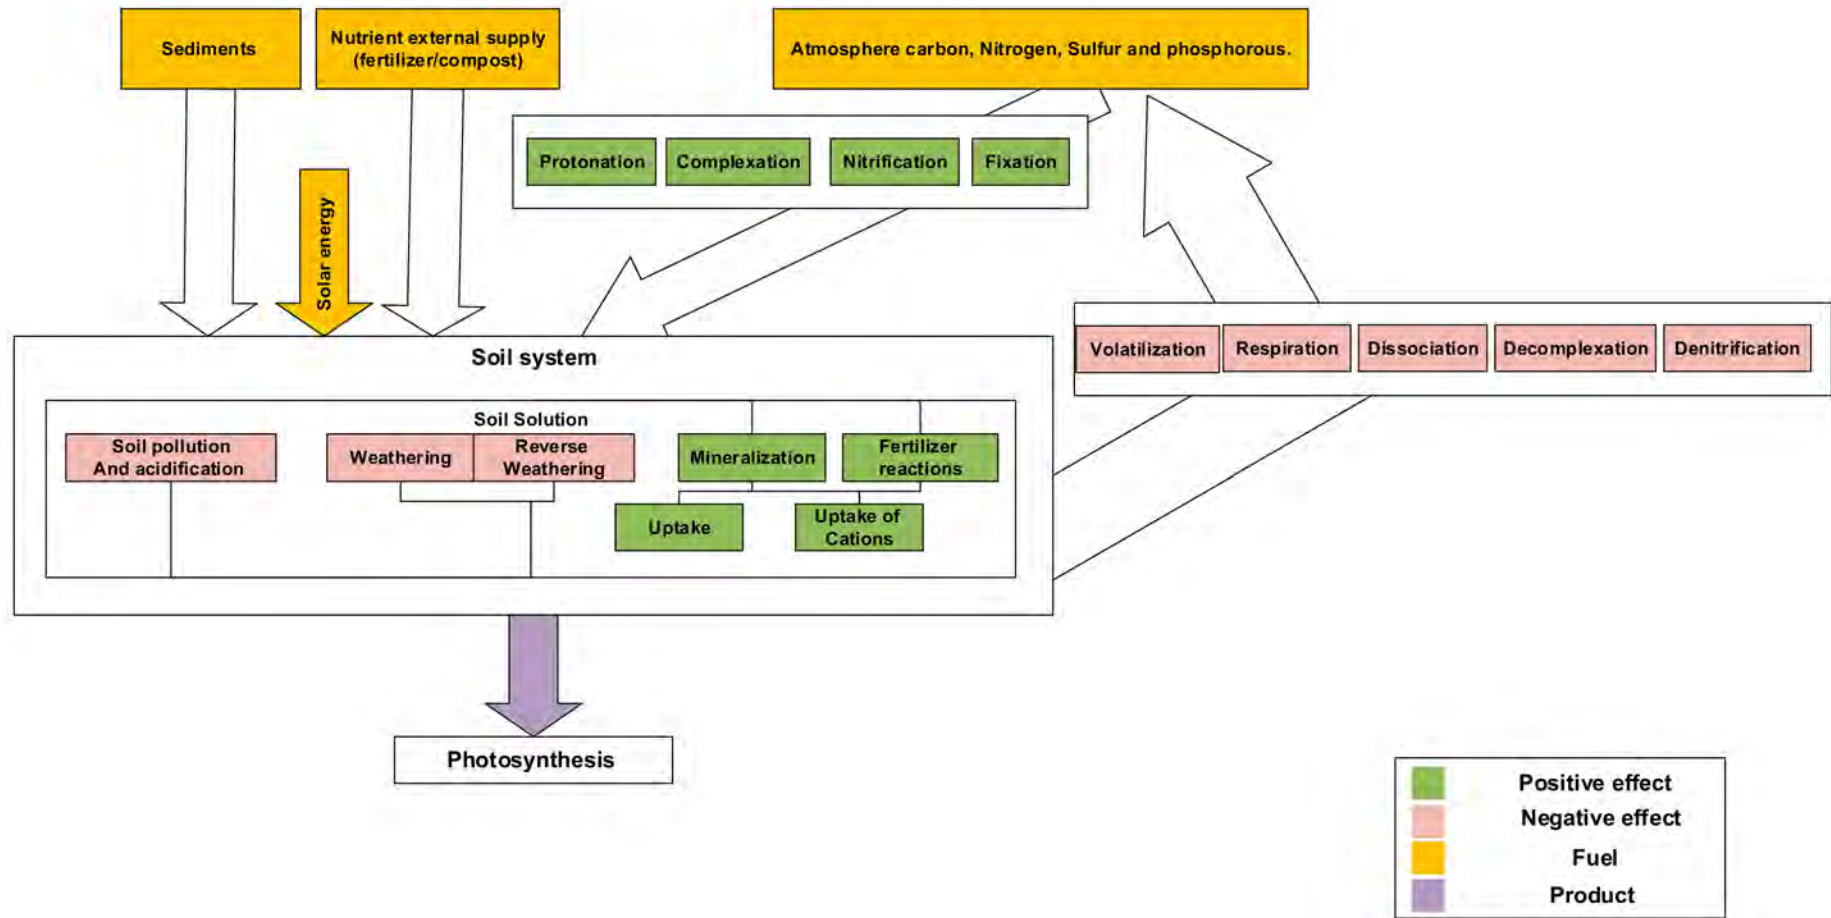 Sediments
Nutrient external supply
(fertilizer/compost)
Atmosphere carbon, Nitrogen, Sulfur and phosphorous.
Protonation
Complexation
Nitrification
Fixation
Solar energy
Volatilization
Respiration
Dissociation
Decomplexation
Denitrification
Soil system
Soil Solution
Soil pollution
And acidification
Weathering
Reverse
Weathering
Mineralization
Fertilizer
reactions
Uptake
Uptake of
Cations
Photosynthesis
Positive effect
Negative effect
Fuel
Product